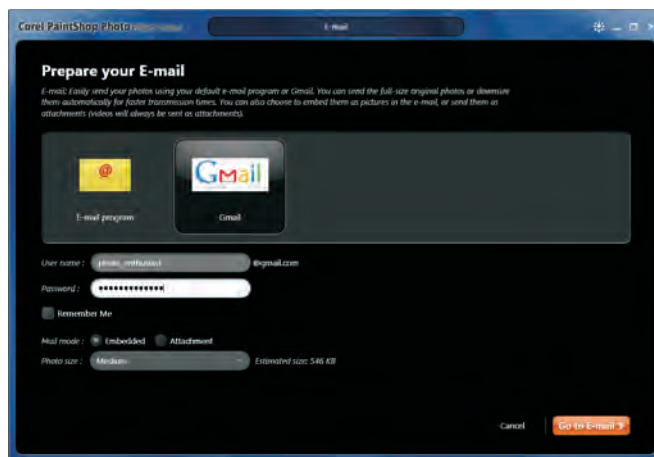 Corel PaintShop Photo
E-mail
Prepare your E-mail
E-mail: Easily send your photos using your default e-mail program or Gmail. You can send the full-size original photos or downsize
them automatically for faster transmission times. You can also choose to embed them as pictures in the e-mail, or send them as
attachments (videos will always be sent as attachments).
@
Gmail
E-mail program
Gmail
User name : photo_enthusiast @gmail.com
Password : •••••••••••••
Remember Me
Mail mode : Embedded Attachment
Photo size : Medium Estimated size: 546 KB
Cancel Go to E-mail